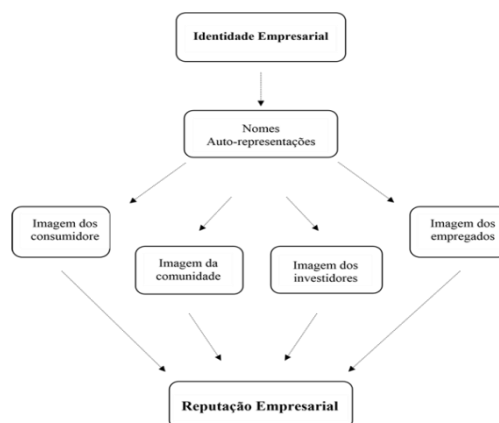 Identidade Empresarial
Nomes
Auto-representações
Imagem dos
consumidore
Imagem da
comunidade
Imagem dos
investidores
Imagem dos
empregados
Reputação Empresarial